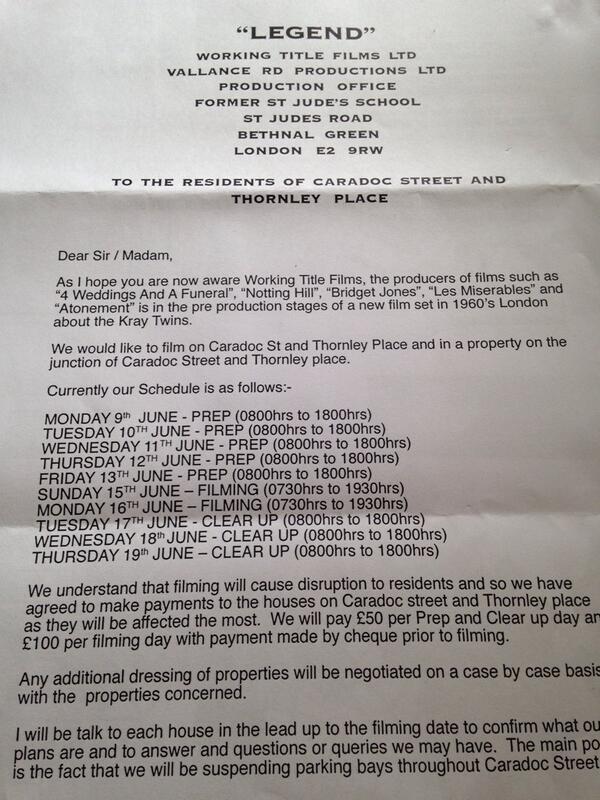 “LEGEND”
WORKING TITLE FILMS LTD
VALLANCE RD PRODUCTIONS LTD
PRODUCTION OFFICE
FORMER ST JUDE'S SCHOOL
ST JUDES ROAD
BETHNAL GREEN
LONDON E2 9RW
TO THE RESIDENTS OF CARADOC STREET AND
THORNLEY PLACE
Dear Sir / Madam,
As I hope you are now aware Working Title Films, the producers of films such as
“4 Weddings And A Funeral”, “Notting Hill”, “Bridget Jones”, “Les Miserables” and
“Atonement” is in the pre production stages of a new film set in 1960's London
about the Kray Twins.
We would like to film on Caradoc St and Thornley Place and in a property on the
junction of Caradoc Street and Thornley place.
Currently our Schedule is as follows:-
MONDAY 9th JUNE - PREP (0800hrs to 1800hrs)
TUESDAY 10TH JUNE - PREP (0800hrs to 1800hrs)
WEDNESDAY 11TH JUNE - PREP (0800hrs to 1800hrs)
THURSDAY 12TH JUNE - PREP (0800hrs to 1800hrs)
FRIDAY 13TH JUNE - PREP (0800hrs to 1800hrs)
SUNDAY 15TH JUNE – FILMING (0730hrs to 1930hrs)
MONDAY 16TH JUNE – FILMING (0730hrs to 1930hrs)
TUESDAY 17TH JUNE - CLEAR UP (0800hrs to 1800hrs)
WEDNESDAY 18th JUNE – CLEAR UP (0800hrs to 1800hrs)
THURSDAY 19th JUNE – CLEAR UP (0800hrs to 1800hrs)
We understand that filming will cause disruption to residents and so we have
agreed to make payments to the houses on Caradoc street and Thornley place
as they will be affected the most. We will pay £50 per Prep and Clear up day an
£100 per filming day with payment made by cheque prior to filming.
Any additional dressing of properties will be negotiated on a case by case basis
with the properties concerned.
I will be talk to each house in the lead up to the filming date to confirm what ou
plans are and to answer and questions or queries we may have. The main po
is the fact that we will be suspending parking bays throughout Caradoc Street